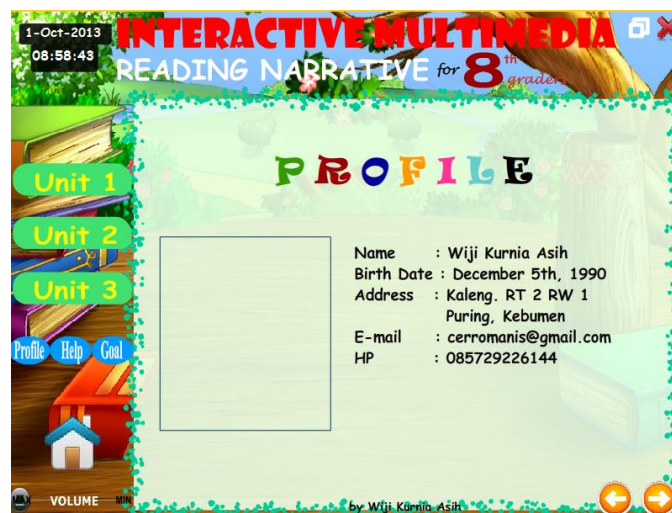 1-Oct-2013
08:58:43
INTERACTIVE MULTIMEDIA
READING NARRATIVE for 8th graders
PROFILE
Unit 1
Unit 2
Unit 3
Profile Help Goal
Name : Wiji Kurnia Asih
Birth Date : December 5th, 1990
Address : Kaleng. RT 2 RW 1
Puring, Kebumen
E-mail : cerromanis@gmail.com
HP : 085729226144
MAX VOLUME MIN
by Wiji Kurnia Asih